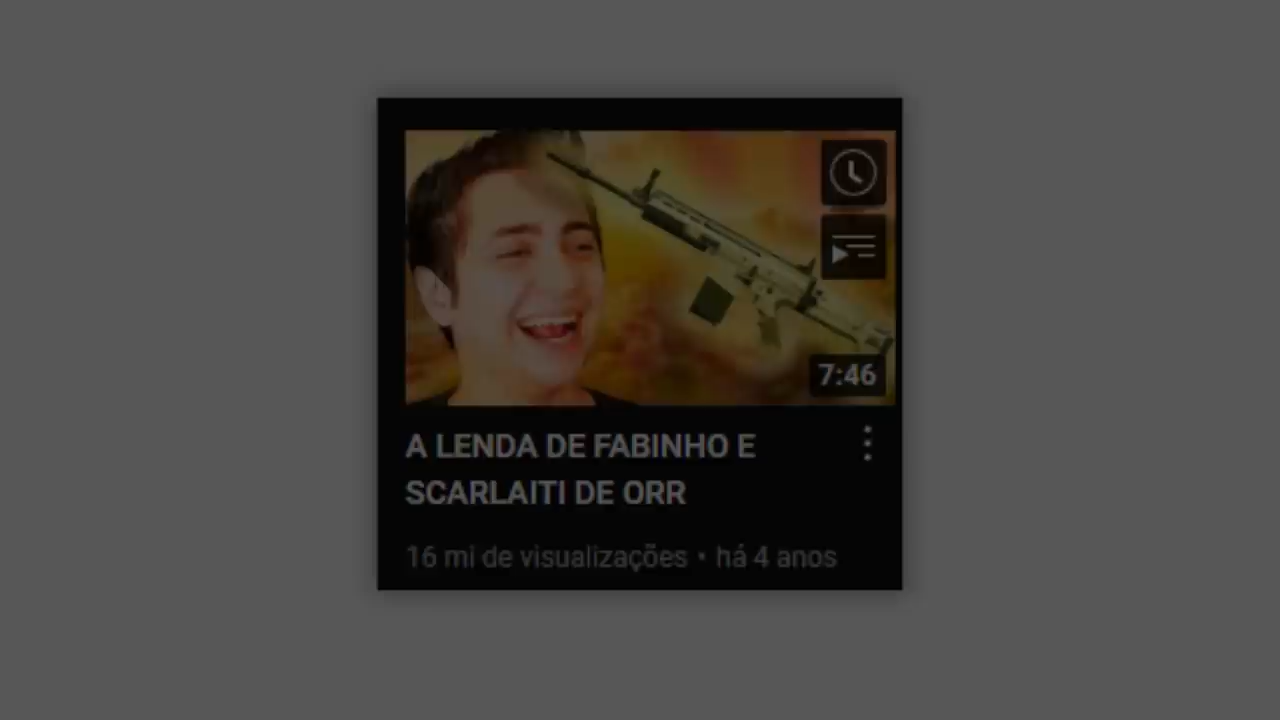 7:46
A LENDA DE FABINHO E
SCARLAITI DE ORR
16 mi de visualizações • há 4 anos